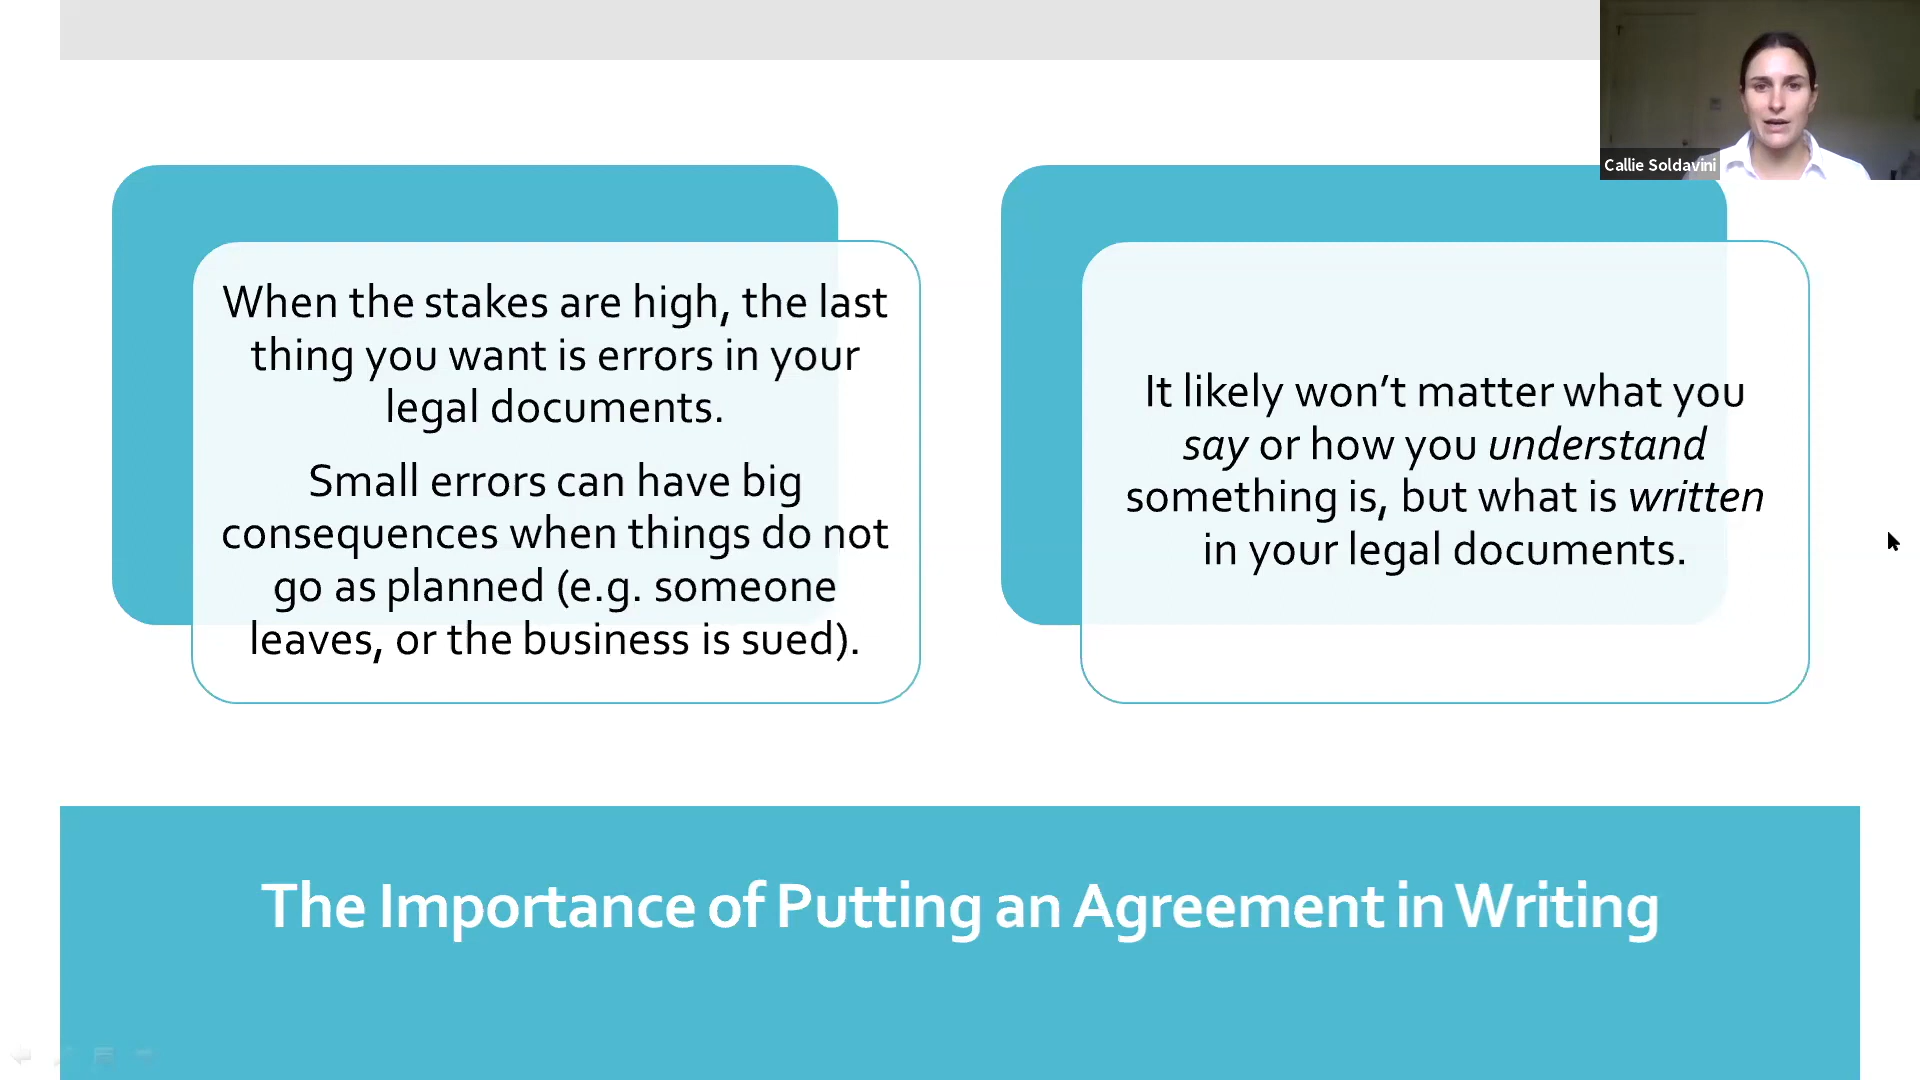 Callie Soldavini
When the stakes are high, the last
thing you want is errors in your
legal documents.
Small errors can have big
consequences when things do not
go as planned (e.g. someone
leaves, or the business is sued).
It likely won’t matter what you
say or how you understand
something is, but what is written
in your legal documents.
The Importance of Putting an Agreement in Writing